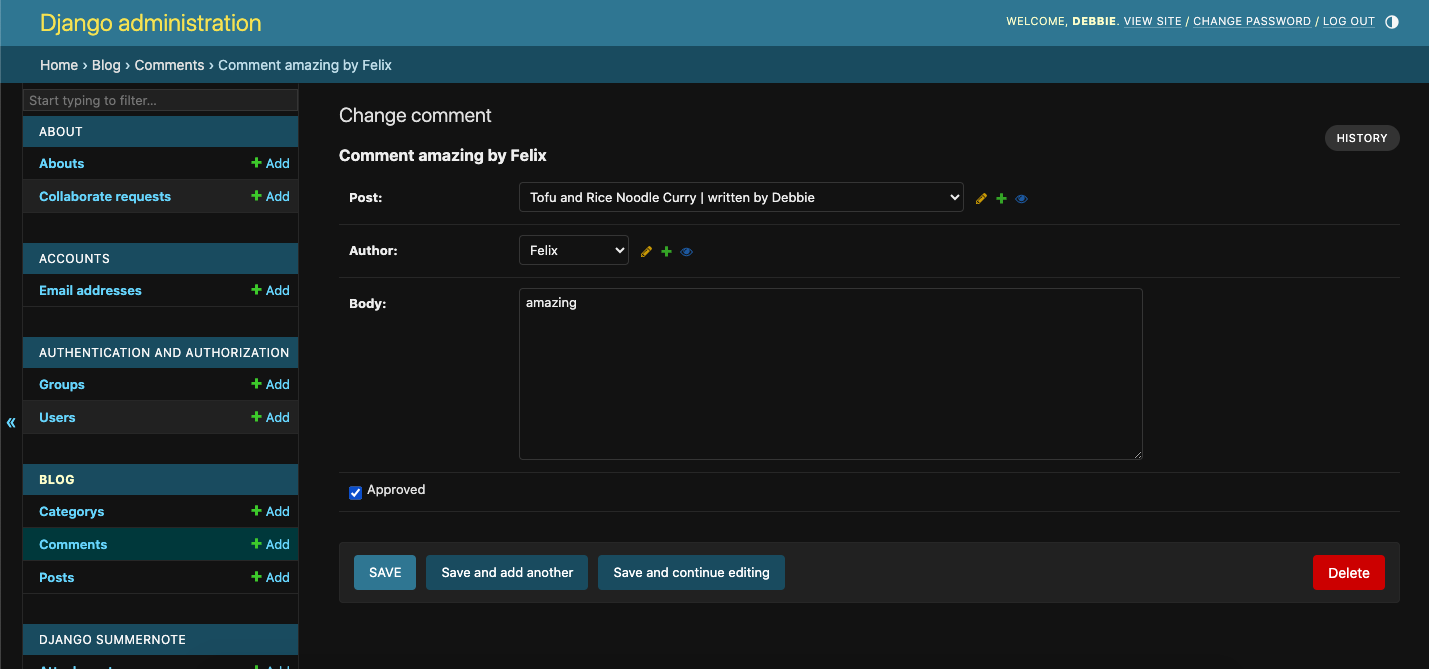 Django administration
WELCOME, DEBBIE. VIEW SITE / CHANGE PASSWORD / LOG OUT
Home › Blog › Comments › Comment amazing by Felix
Start typing to filter...
ABOUT
Abouts Add
Collaborate requests Add
ACCOUNTS
Email addresses Add
AUTHENTICATION AND AUTHORIZATION
Groups Add
Users Add
«
BLOG
Categorys Add
Comments Add
Posts Add
DJANGO SUMMERNOTE
Change comment
HISTORY
Comment amazing by Felix
Post: Tofu and Rice Noodle Curry | written by Debbie
Author: Felix
Body: amazing
Approved
SAVE Save and add another Save and continue editing Delete